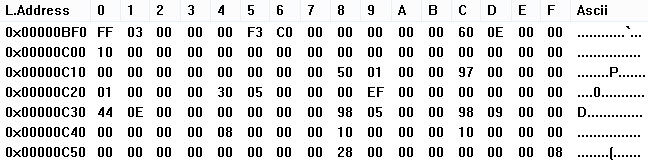 L.Address 0 1 2 3 4 5 6 7 8 9 A B C D E F Ascii
0x00000BF0 FF 03 00 00 00 F3 C0 00 00 00 00 00 60 0E 00 00 ............`...
0x00000C00 10 00 00 00 00 00 00 00 00 00 00 00 00 00 00 00 ................
0x00000C10 00 00 00 00 00 00 00 00 50 01 00 00 97 00 00 00 ........P.......
0x00000C20 01 00 00 00 30 05 00 00 00 EF 00 00 00 00 00 00 ....0...........
0x00000C30 44 0E 00 00 00 00 00 00 98 05 00 00 98 09 00 00 D...............
0x00000C40 00 00 00 00 08 00 00 00 10 00 00 00 10 00 00 00 ................
0x00000C50 00 00 00 00 00 00 00 00 28 00 00 00 00 00 00 08 ........(.......